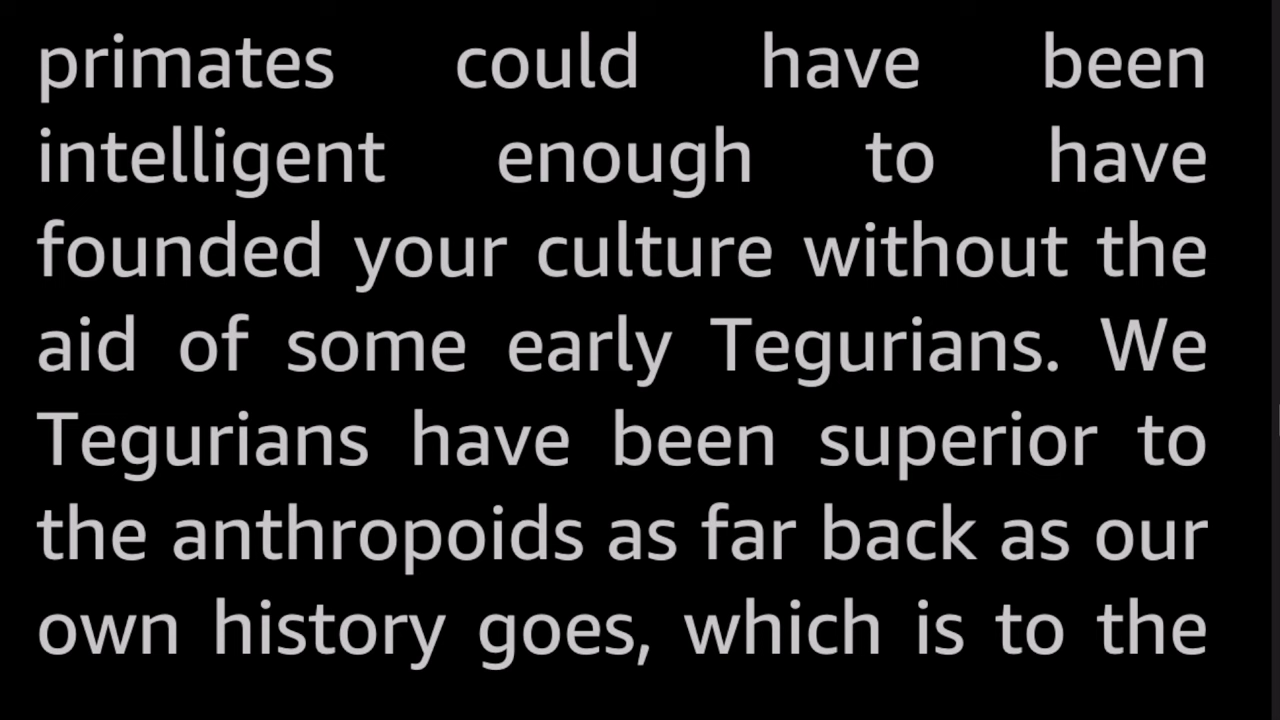 primates could have been
intelligent enough to have
founded your culture without the
aid of some early Tegurians. We
Tegurians have been superior to
the anthropoids as far back as our
own history goes, which is to the